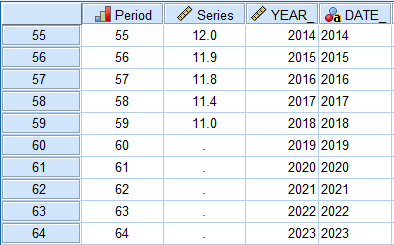 Period Series YEAR_ DATE_
55 55 12.0 2014 2014
56 56 11.9 2015 2015
57 57 11.8 2016 2016
58 58 11.4 2017 2017
59 59 11.0 2018 2018
60 60 . 2019 2019
61 61 . 2020 2020
62 62 . 2021 2021
63 63 . 2022 2022
64 64 . 2023 2023